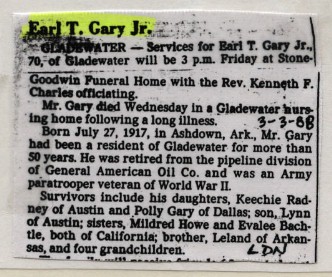 Earl T. Gary Jr.
GLADEWATER — Services for Earl T. Gary Jr.,
70, of Gladewater will be 3 p.m. Friday at Stone-
Goodwin Funeral Home with the Rev. Kenneth F.
Charles officiating.
Mr. Gary died Wednesday in a Gladewater nurs-
ing home following a long illness. 3-3-88
Born July 27, 1917, in Ashdown, Ark., Mr. Gary
had been a resident of Gladewater for more than
50 years. He was retired from the pipeline division
of General American Oil Co. and was an Army
paratrooper veteran of World War II.
Survivors include his daughters, Keechie Rad-
ney of Austin and Polly Gary of Dallas; son, Lynn
of Austin; sisters, Mildred Howe and Evalee Bach-
tle, both of California; brother, Leland of Arkan-
sas, and four grandchildren. LDN